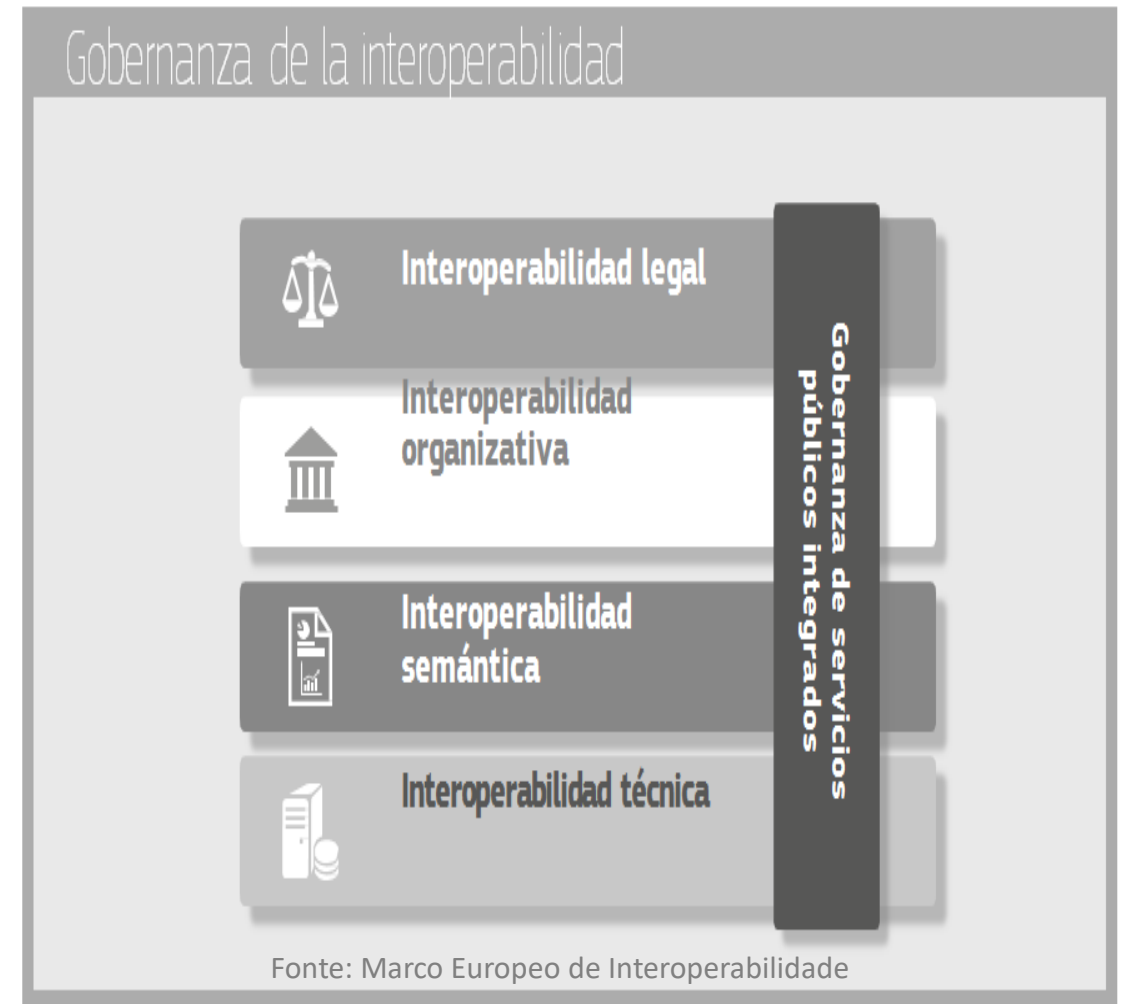 Gobernanza de la interoperabilidad
Interoperabilidad legal
Interoperabilidad
organizativa
Interoperabilidad
semántica
Interoperabilidad técnica
Gobernanza de servicios
públicos integrados
Fonte: Marco Europeo de Interoperabilidade